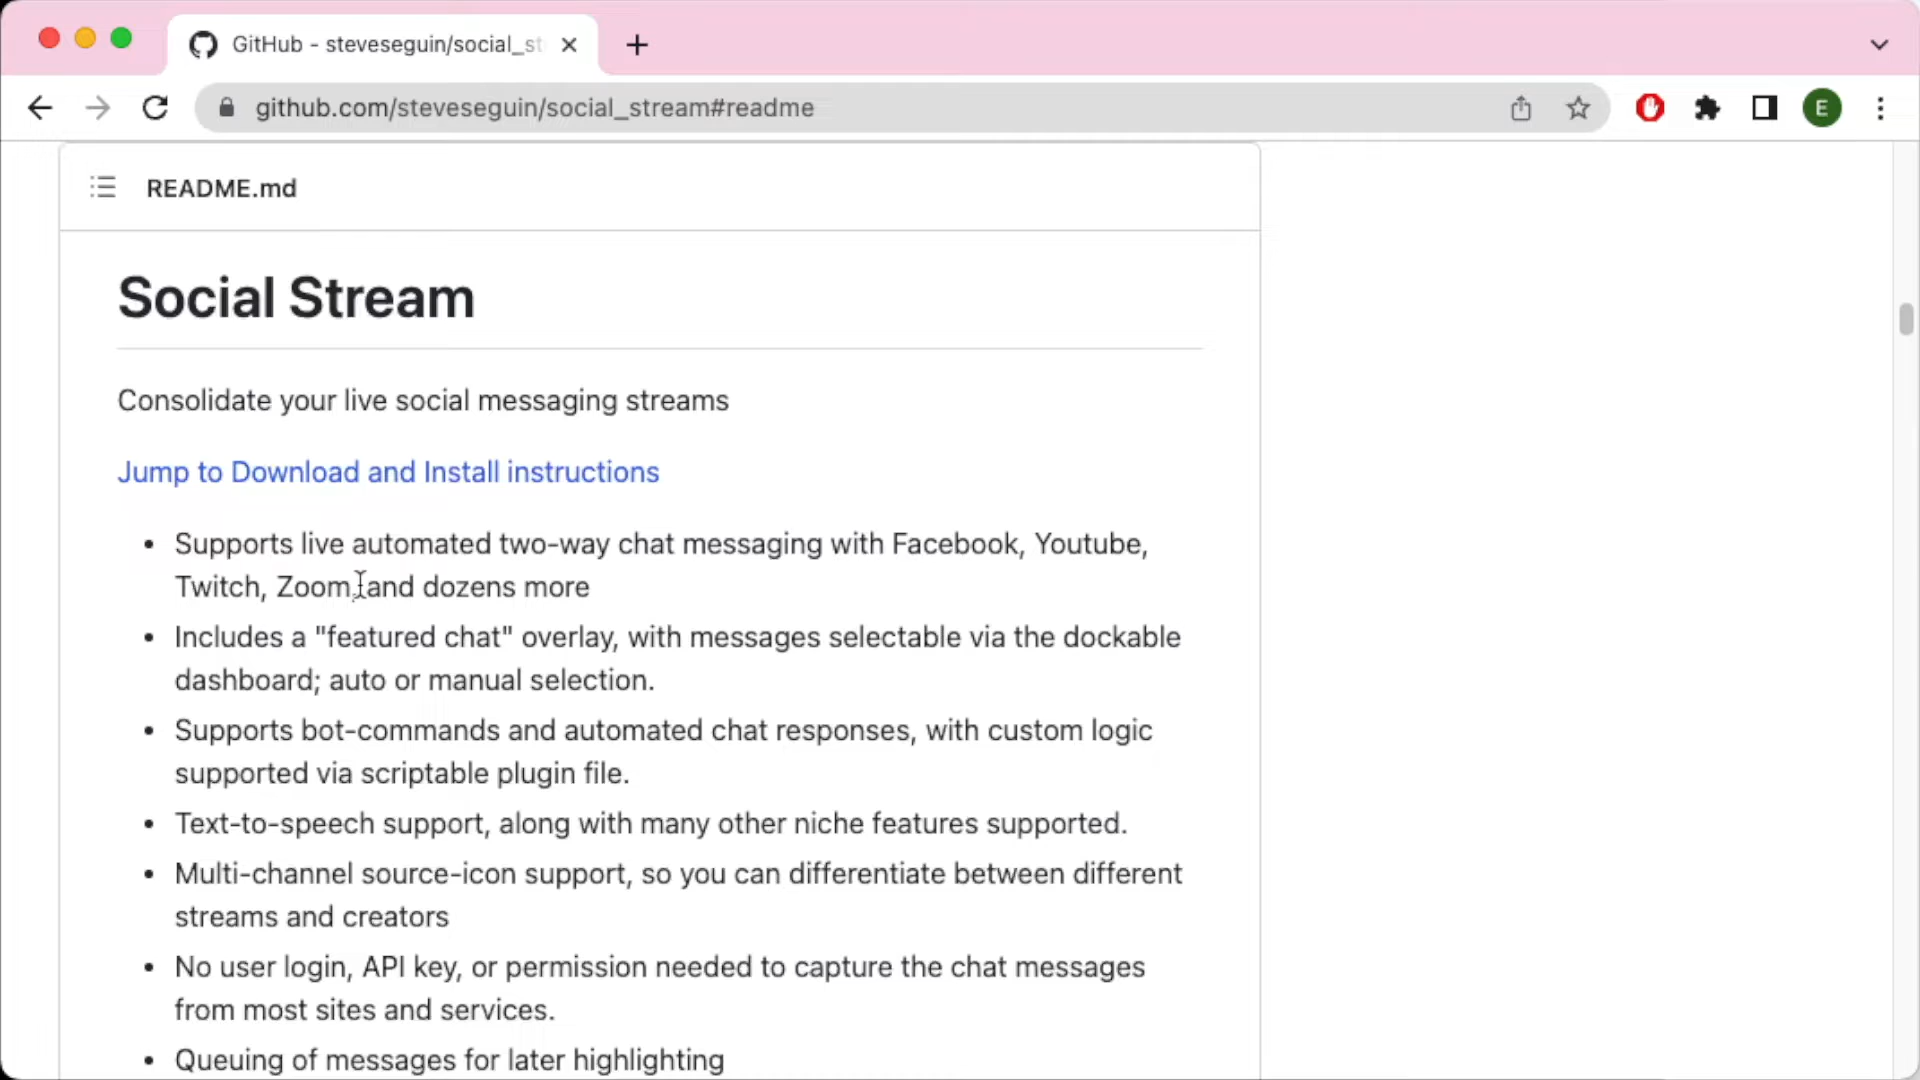 GitHub - steveseguin/social_st
github.com/steveseguin/social_stream#readme
E
README.md
Social Stream
Consolidate your live social messaging streams
Jump to Download and Install instructions
• Supports live automated two-way chat messaging with Facebook, Youtube,
Twitch, Zoom and dozens more
• Includes a "featured chat" overlay, with messages selectable via the dockable
dashboard; auto or manual selection.
• Supports bot-commands and automated chat responses, with custom logic
supported via scriptable plugin file.
• Text-to-speech support, along with many other niche features supported.
• Multi-channel source-icon support, so you can differentiate between different
streams and creators
• No user login, API key, or permission needed to capture the chat messages
from most sites and services.
• Queuing of messages for later highlighting